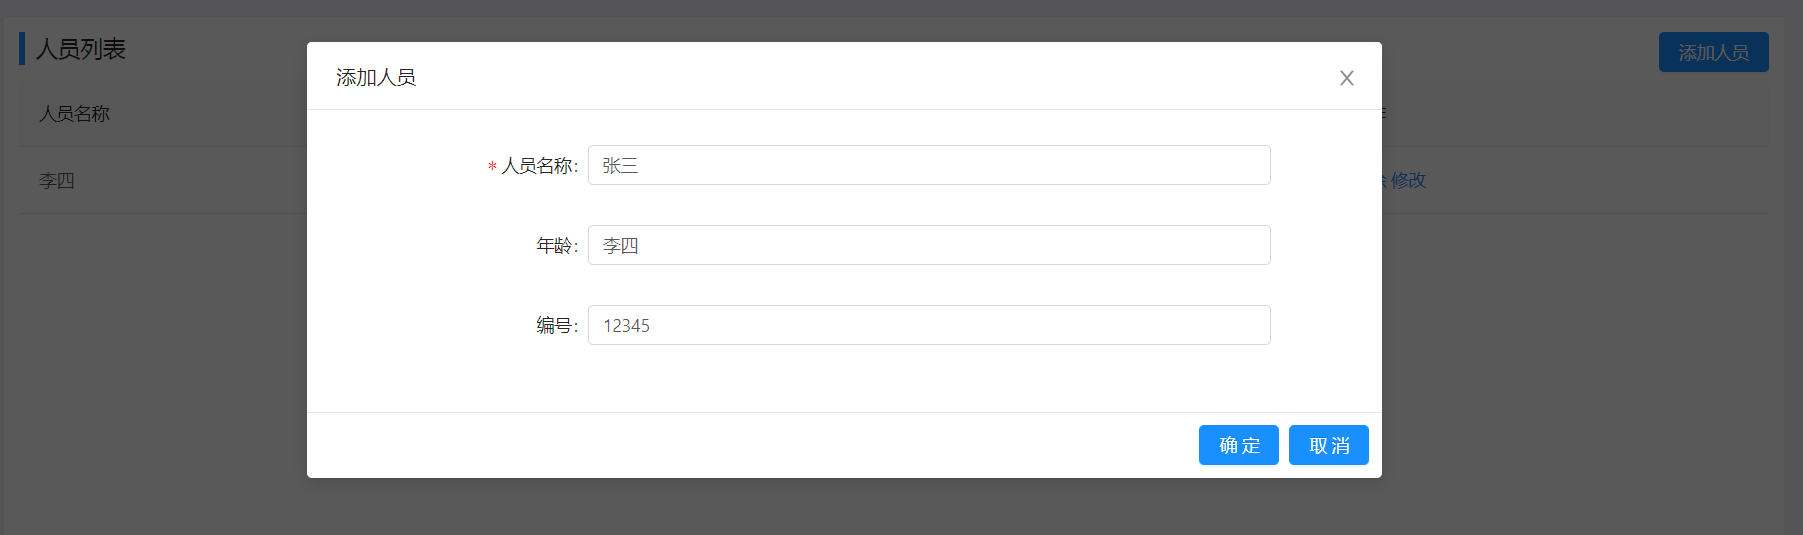 人员列表
添加人员
人员名称
李四
修改
添加人员
* 人员名称: 张三
年龄: 李四
编号: 12345
确 定
取 消